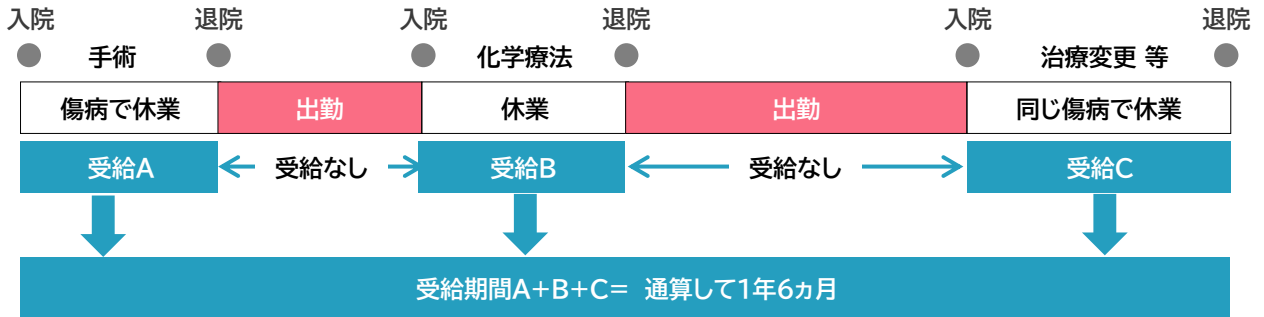 入院 退院 入院 退院 入院 退院
手術 化学療法 治療変更 等
傷病で休業 出勤 休業 出勤 同じ傷病で休業
受給A 受給なし 受給B 受給なし 受給C
受給期間A+B+C= 通算して1年6ヵ月